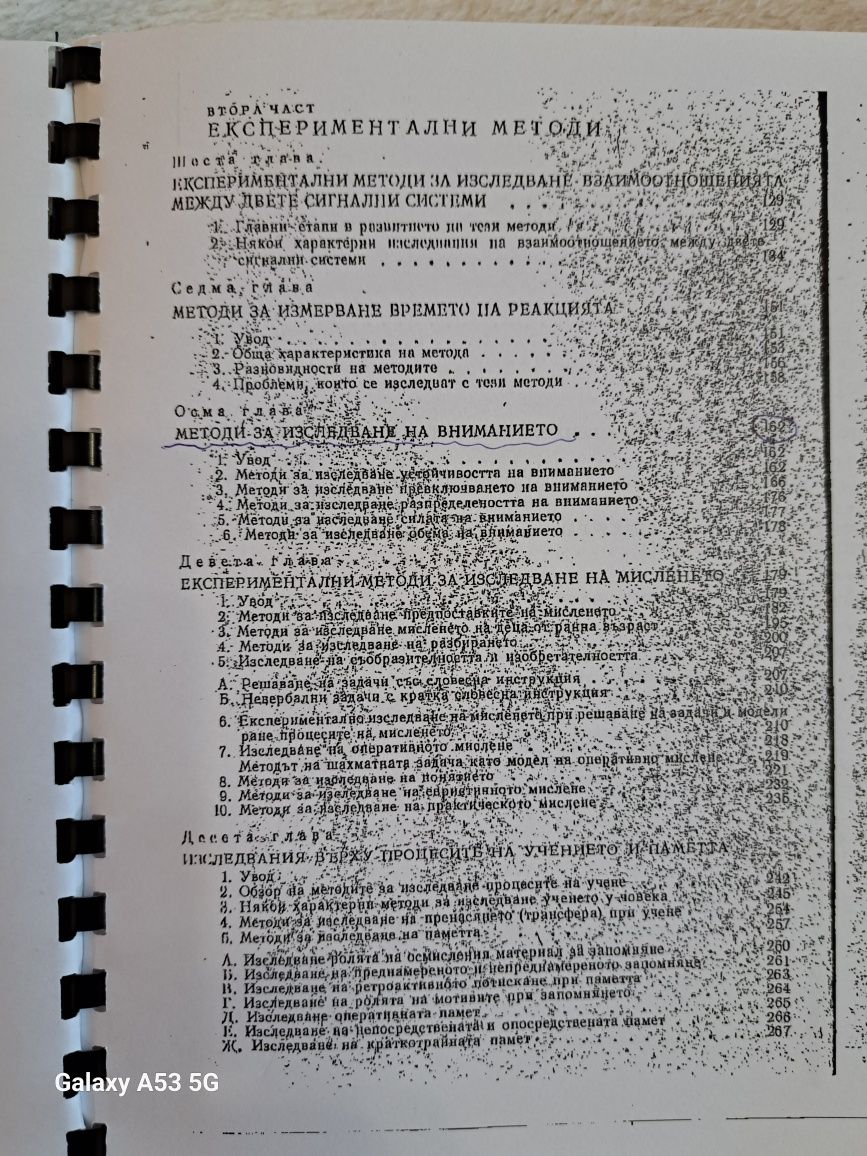 ВТОРА ЧАСТ
ЕКСПЕРИМЕНТАЛНИ МЕТОДИ
Шеста глава
ЕКСПЕРИМЕНТАЛНИ МЕТОДИ ЗА ИЗСЛЕДВАНЕ ВЗАИМООТНОШЕНИЯТА
МЕЖДУ ДВЕТЕ СИГНАЛНИ СИСТЕМИ . . . . . . 129
1. Главни етапи в развитието на тези методи . . . 129
2. Някои характерни изследвания на взаимоотношението между двете
сигнални системи . . . . . . . . . . . 134
Седма глава
МЕТОДИ ЗА ИЗМЕРВАНЕ ВРЕМЕТО НА РЕАКЦИЯТА 151
1. Увод . . . . . . . . . . . . . . . 151
2. Обща характеристика на метода . . . . .
3. Разновидности на методите . . . . . . 156
4. Проблеми, които се изследват с тези методи . . . 158
Осма глава
МЕТОДИ ЗА ИЗСЛЕДВАНЕ НА ВНИМАНИЕТО . . . 162
1. Увод . . . . . . . . . . . . . . . 162
2. Методи за изследване устойчивостта на вниманието 162
3. Методи за изследване превключването на вниманието . 166
4. Методи за изследване разпределеността на вниманието 176
5. Методи за изследване силата на вниманието . . . . 177
6. Методи за изследване обема на вниманието . . . . 178
Девета глава
ЕКСПЕРИМЕНТАЛНИ МЕТОДИ ЗА ИЗСЛЕДВАНЕ НА МИСЛЕНЕТО 179
1. Увод . . . . . . . . . . . . . . . 179
2. Методи за изследване предпоставките на мисленето 182
3. Методи за изследване мисленето на деца от ранна възраст 195
4. Методи за изследване на разбирането . . . . 200
5. Изследване на съобразителността и изобретателността 207
А. Решаване на задачи със словесна инструкция . . . 207
Б. Невербални задачи с кратка словесна инструкция 210
6. Експериментално изследване на мисленето при решаване на задачи и модели
ране процесите на мисленето 210
7. Изследване на оперативното мислене 218
Методът на шахматната задача като модел на оперативно мислене 219
8. Методи за изследване на понятието 221
9. Методи за изследване на евристичното мислене 232
10. Методи за изследване на практическото мислене 236
Десета глава
ИЗСЛЕДВАНИЯ ВЪРХУ ПРОЦЕСИТЕ НА УЧЕНИЕТО И ПАМЕТТА
1. Увод 242
2. Обзор на методите за изследване процесите на учене 245
3. Някои характерни методи за изследване ученето у човека
4. Методи за изследване на пренасянето (трансфера) при учене 254
5. Методи за изследване на паметта 257
А. Изследване ролята на осмисления материал за запомняне 260
Б. Изследване на преднамереното и непреднамереното запомняне 261
В. Изследване на ретроактивното потискане при паметта 263
Г. Изследване на ролята на мотивите при запомнянето 264
Д. Изследване оперативната памет 265
Е. Изследване на непосредствената и опосредствената памет 266
Ж. Изследване на краткотрайната памет 267
Galaxy A53 5G